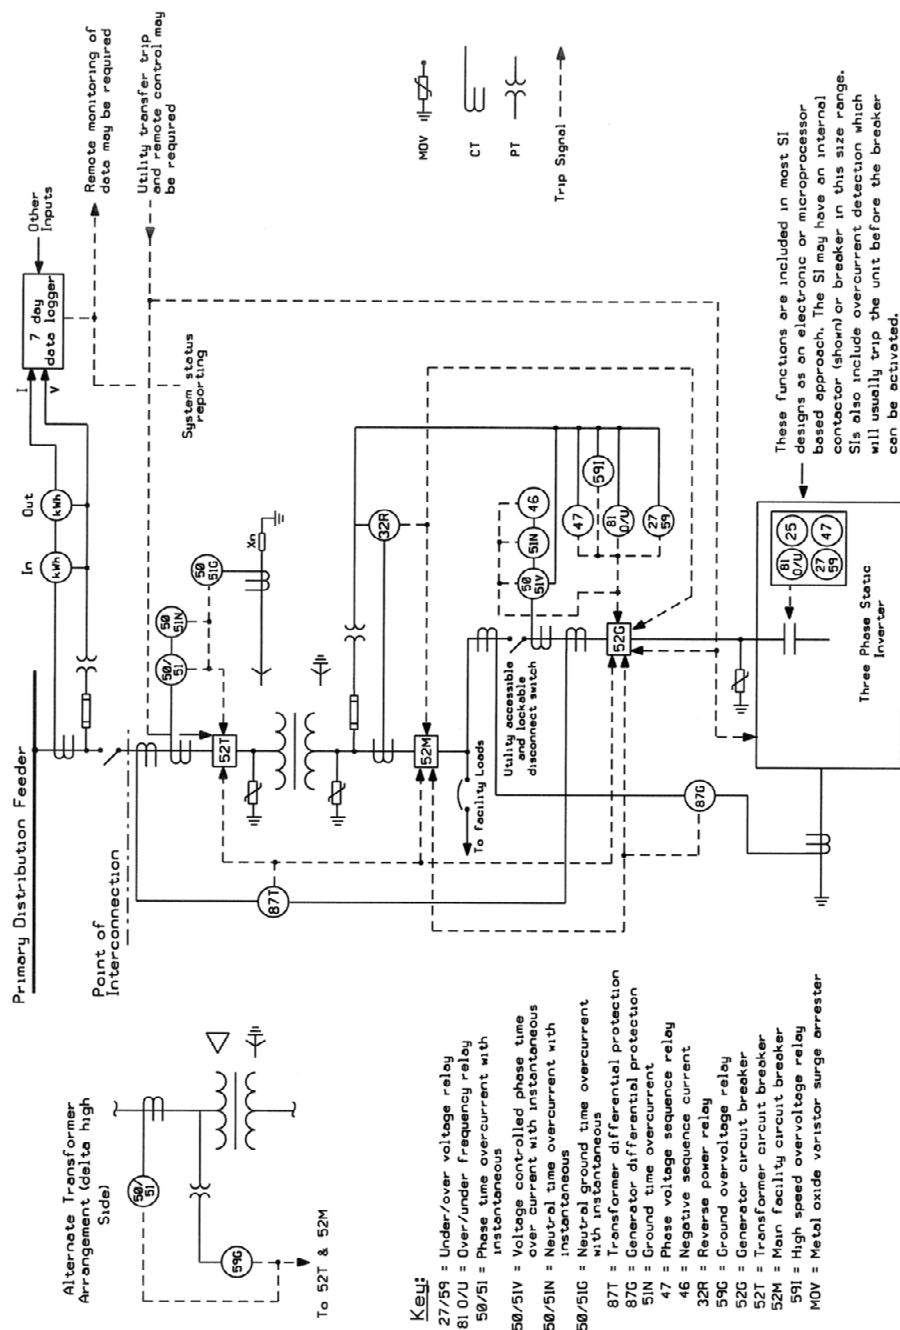 Primary Distribution Feeder
Point of
Interconnection
In
Out
kWh
kWh
I
V
7 day
data logger
Other
Inputs
Remote monitoring of
data may be required
Utility transfer trip
and remote control may
be required
System status
reporting
50/
51
50
51N
50
51G
Xn
52T
87T
32R
52M
To facility Loads
Utility accessible
and lockable
disconnect switch
50
51V
51N
46
47
59I
81
O/U
27
59
52G
87G
81
O/U
25
27
59
47
Three Phase Static
Inverter
MOV
CT
PT
Trip Signal
These functions are included in most SI
designs as an electronic or microprocessor
based approach. The SI may have an internal
contactor (shown) or breaker in this size range.
SIs also include overcurrent detection which
will usually trip the unit before the breaker
can be activated.
Alternate Transformer
Arrangement (delta high
Side)
50/
51
59G
To 52T & 52M
Key:
27/59 = Under/over voltage relay
81 O/U = Over/under frequency relay
50/51 = Phase time overcurrent with
instantaneous
50/51V = Voltage controlled phase time
over current with instantaneous
50/51N = Neutral time overcurrent with
instantaneous
50/51G = Neutral ground time overcurrent
with instantaneous
87T = Transformer differential protection
87G = Generator differential protection
51N = Ground time overcurrent
47 = Phase voltage sequence relay
46 = Negative sequence current
32R = Reverse power relay
59G = Ground overvoltage relay
52G = Generator circuit breaker
52T = Transformer circuit breaker
52M = Main facility circuit breaker
59I = High speed overvoltage relay
MOV = Metal oxide varistor surge arrester